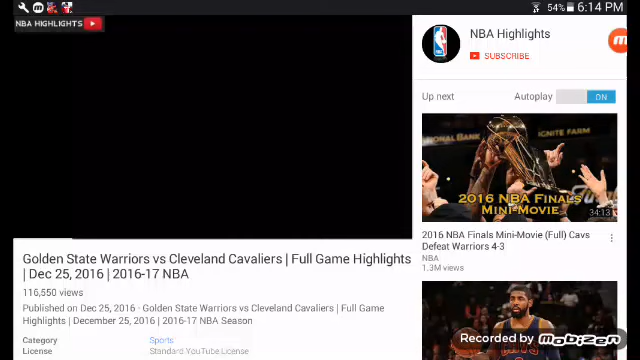 54% 6:14 PM
NBA HIGHLIGHTS
NBA Highlights
SUBSCRIBE
Up next Autoplay ON
NATIONAL BANK IGNITE FARM
2016 NBA FINALS
MINI-MOVIE
34:13
2016 NBA Finals Mini-Movie (Full) Cavs
Defeat Warriors 4-3
NBA
1.3M views
Golden State Warriors vs Cleveland Cavaliers | Full Game Highlights
| Dec 25, 2016 | 2016-17 NBA
116,550 views
Published on Dec 25, 2016 · Golden State Warriors vs Cleveland Cavaliers | Full Game
Highlights | December 25, 2016 | 2016-17 NBA Season
Category Sports
License Standard YouTube License
Recorded by mobizen